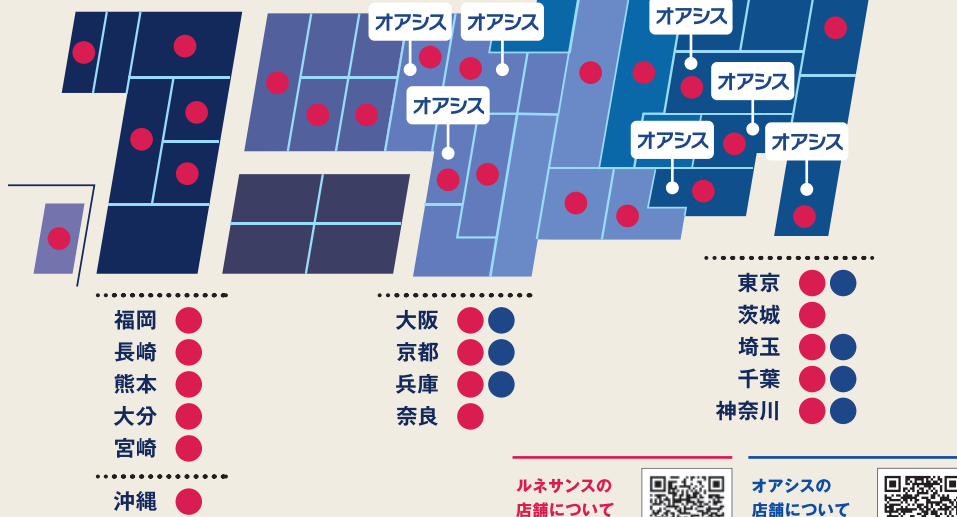 オアシス
オアシス
オアシス
オアシス
オアシス
オアシス
オアシス
福岡
長崎
熊本
大分
宮崎
沖縄
大阪
京都
兵庫
奈良
東京
茨城
埼玉
千葉
神奈川
ルネサンスの
店舗について
オアシスの
店舗について